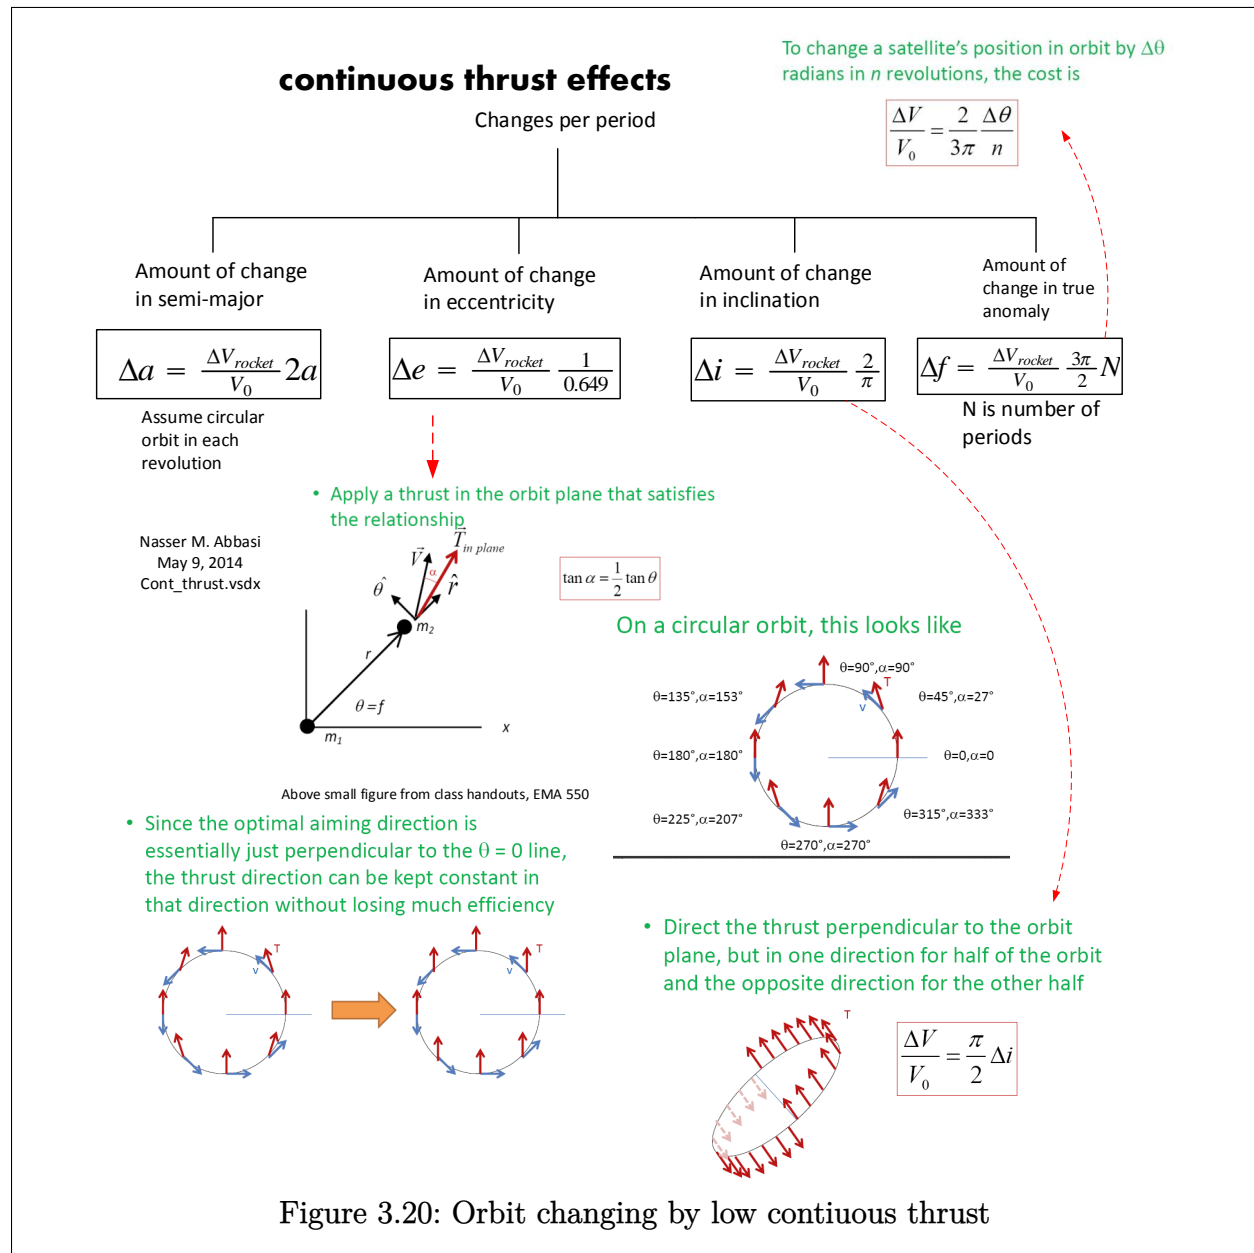 To change a satellite's position in orbit by Δθ
radians in n revolutions, the cost is
ΔV/V₀ = 2/3π Δθ/n
continuous thrust effects
Changes per period
Amount of change
in semi-major
Δa = ΔV_rocket/V₀ 2a
Assume circular
orbit in each
revolution
Amount of change
in eccentricity
Δe = ΔV_rocket/V₀ 1/0.649
Amount of change
in inclination
Δi = ΔV_rocket/V₀ 2/π
Amount of
change in true
anomaly
Δf = ΔV_rocket/V₀ 3π/2 N
N is number of
periods
• Apply a thrust in the orbit plane that satisfies
the relationship
Nasser M. Abbasi
May 9, 2014
Cont_thrust.vsdx
V⃗
T⃗ in plane
α
θ̂
r̂
m₂
r
θ=f
m₁
x
tan α = 1/2 tan θ
Above small figure from class handouts, EMA 550
On a circular orbit, this looks like
θ=90°,α=90°
T
v
θ=135°,α=153°
θ=45°,α=27°
θ=180°,α=180°
θ=0,α=0
θ=225°,α=207°
θ=315°,α=333°
θ=270°,α=270°
• Since the optimal aiming direction is
essentially just perpendicular to the θ = 0 line,
the thrust direction can be kept constant in
that direction without losing much efficiency
T
v
T
v
• Direct the thrust perpendicular to the orbit
plane, but in one direction for half of the orbit
and the opposite direction for the other half
T
ΔV/V₀ = π/2 Δi
Figure 3.20: Orbit changing by low contiuous thrust